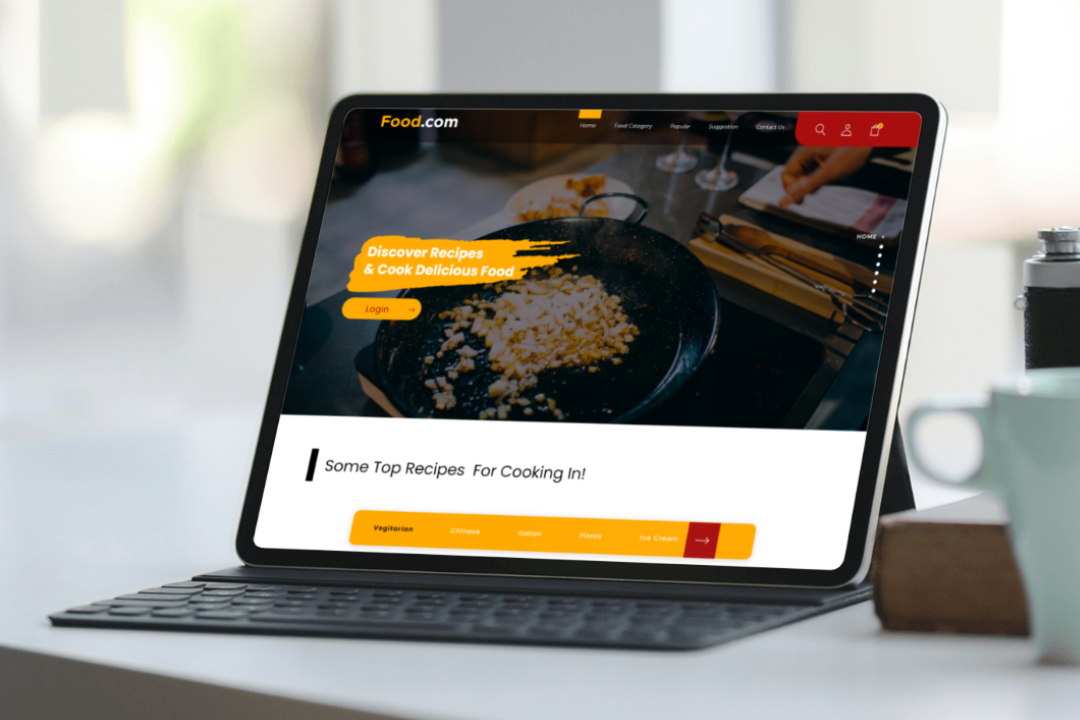 Food.com
Home Food Category Popular Suggestion Contact Us
HOME
Discover Recipes
& Cook Delicious Food
Login
Some Top Recipes For Cooking In!
Vegitarian Chinese Italian Pizzas Ice Cream